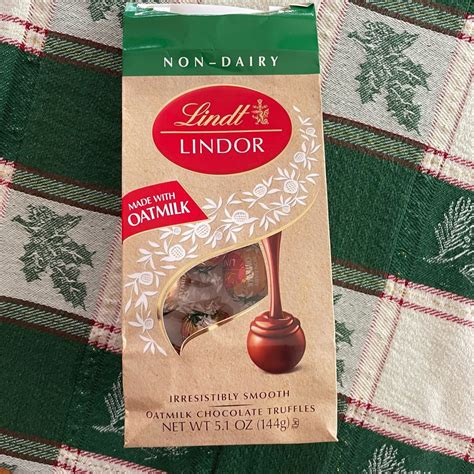 NON-DAIRY
Lindt
LINDOR
MADE WITH
OATMILK
IRRESISTIBLY SMOOTH
OATMILK CHOCOLATE TRUFFLES
NET WT 5.1 OZ (144g)